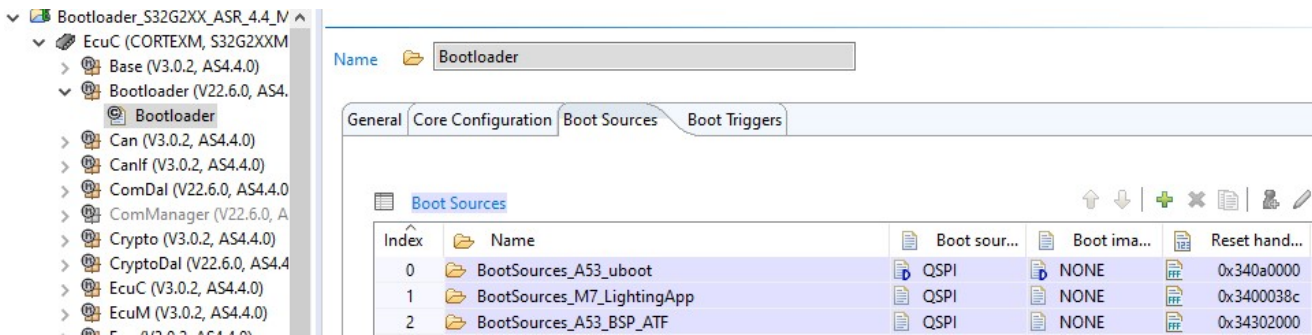 Bootloader_S32G2XX_ASR_4.4_M
EcuC (CORTEXM, S32G2XXM
Base (V3.0.2, AS4.4.0)
Bootloader (V22.6.0, AS4.
Bootloader
Can (V3.0.2, AS4.4.0)
CanIf (V3.0.2, AS4.4.0)
ComDal (V22.6.0, AS4.4.0
ComManager (V22.6.0, A
Crypto (V3.0.2, AS4.4.0)
CryptoDal (V22.6.0, AS4.4
EcuC (V3.0.2, AS4.4.0)
EcuM (V3.0.2, AS4.4.0)
Name Bootloader
General Core Configuration Boot Sources Boot Triggers
Boot Sources
Index Name Boot sour... Boot ima... Reset hand...
0 BootSources_A53_uboot QSPI NONE 0x340a0000
1 BootSources_M7_LightingApp QSPI NONE 0x3400038c
2 BootSources_A53_BSP_ATF QSPI NONE 0x34302000